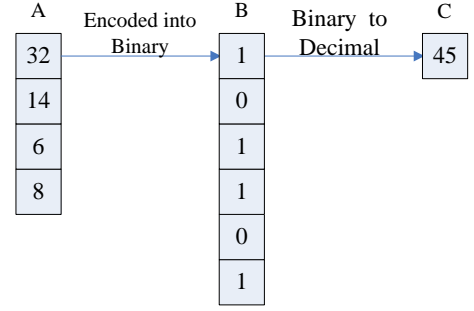 A
Encoded into
Binary
B
Binary to
Decimal
C
32
1
45
14
0
6
1
8
1
0
1